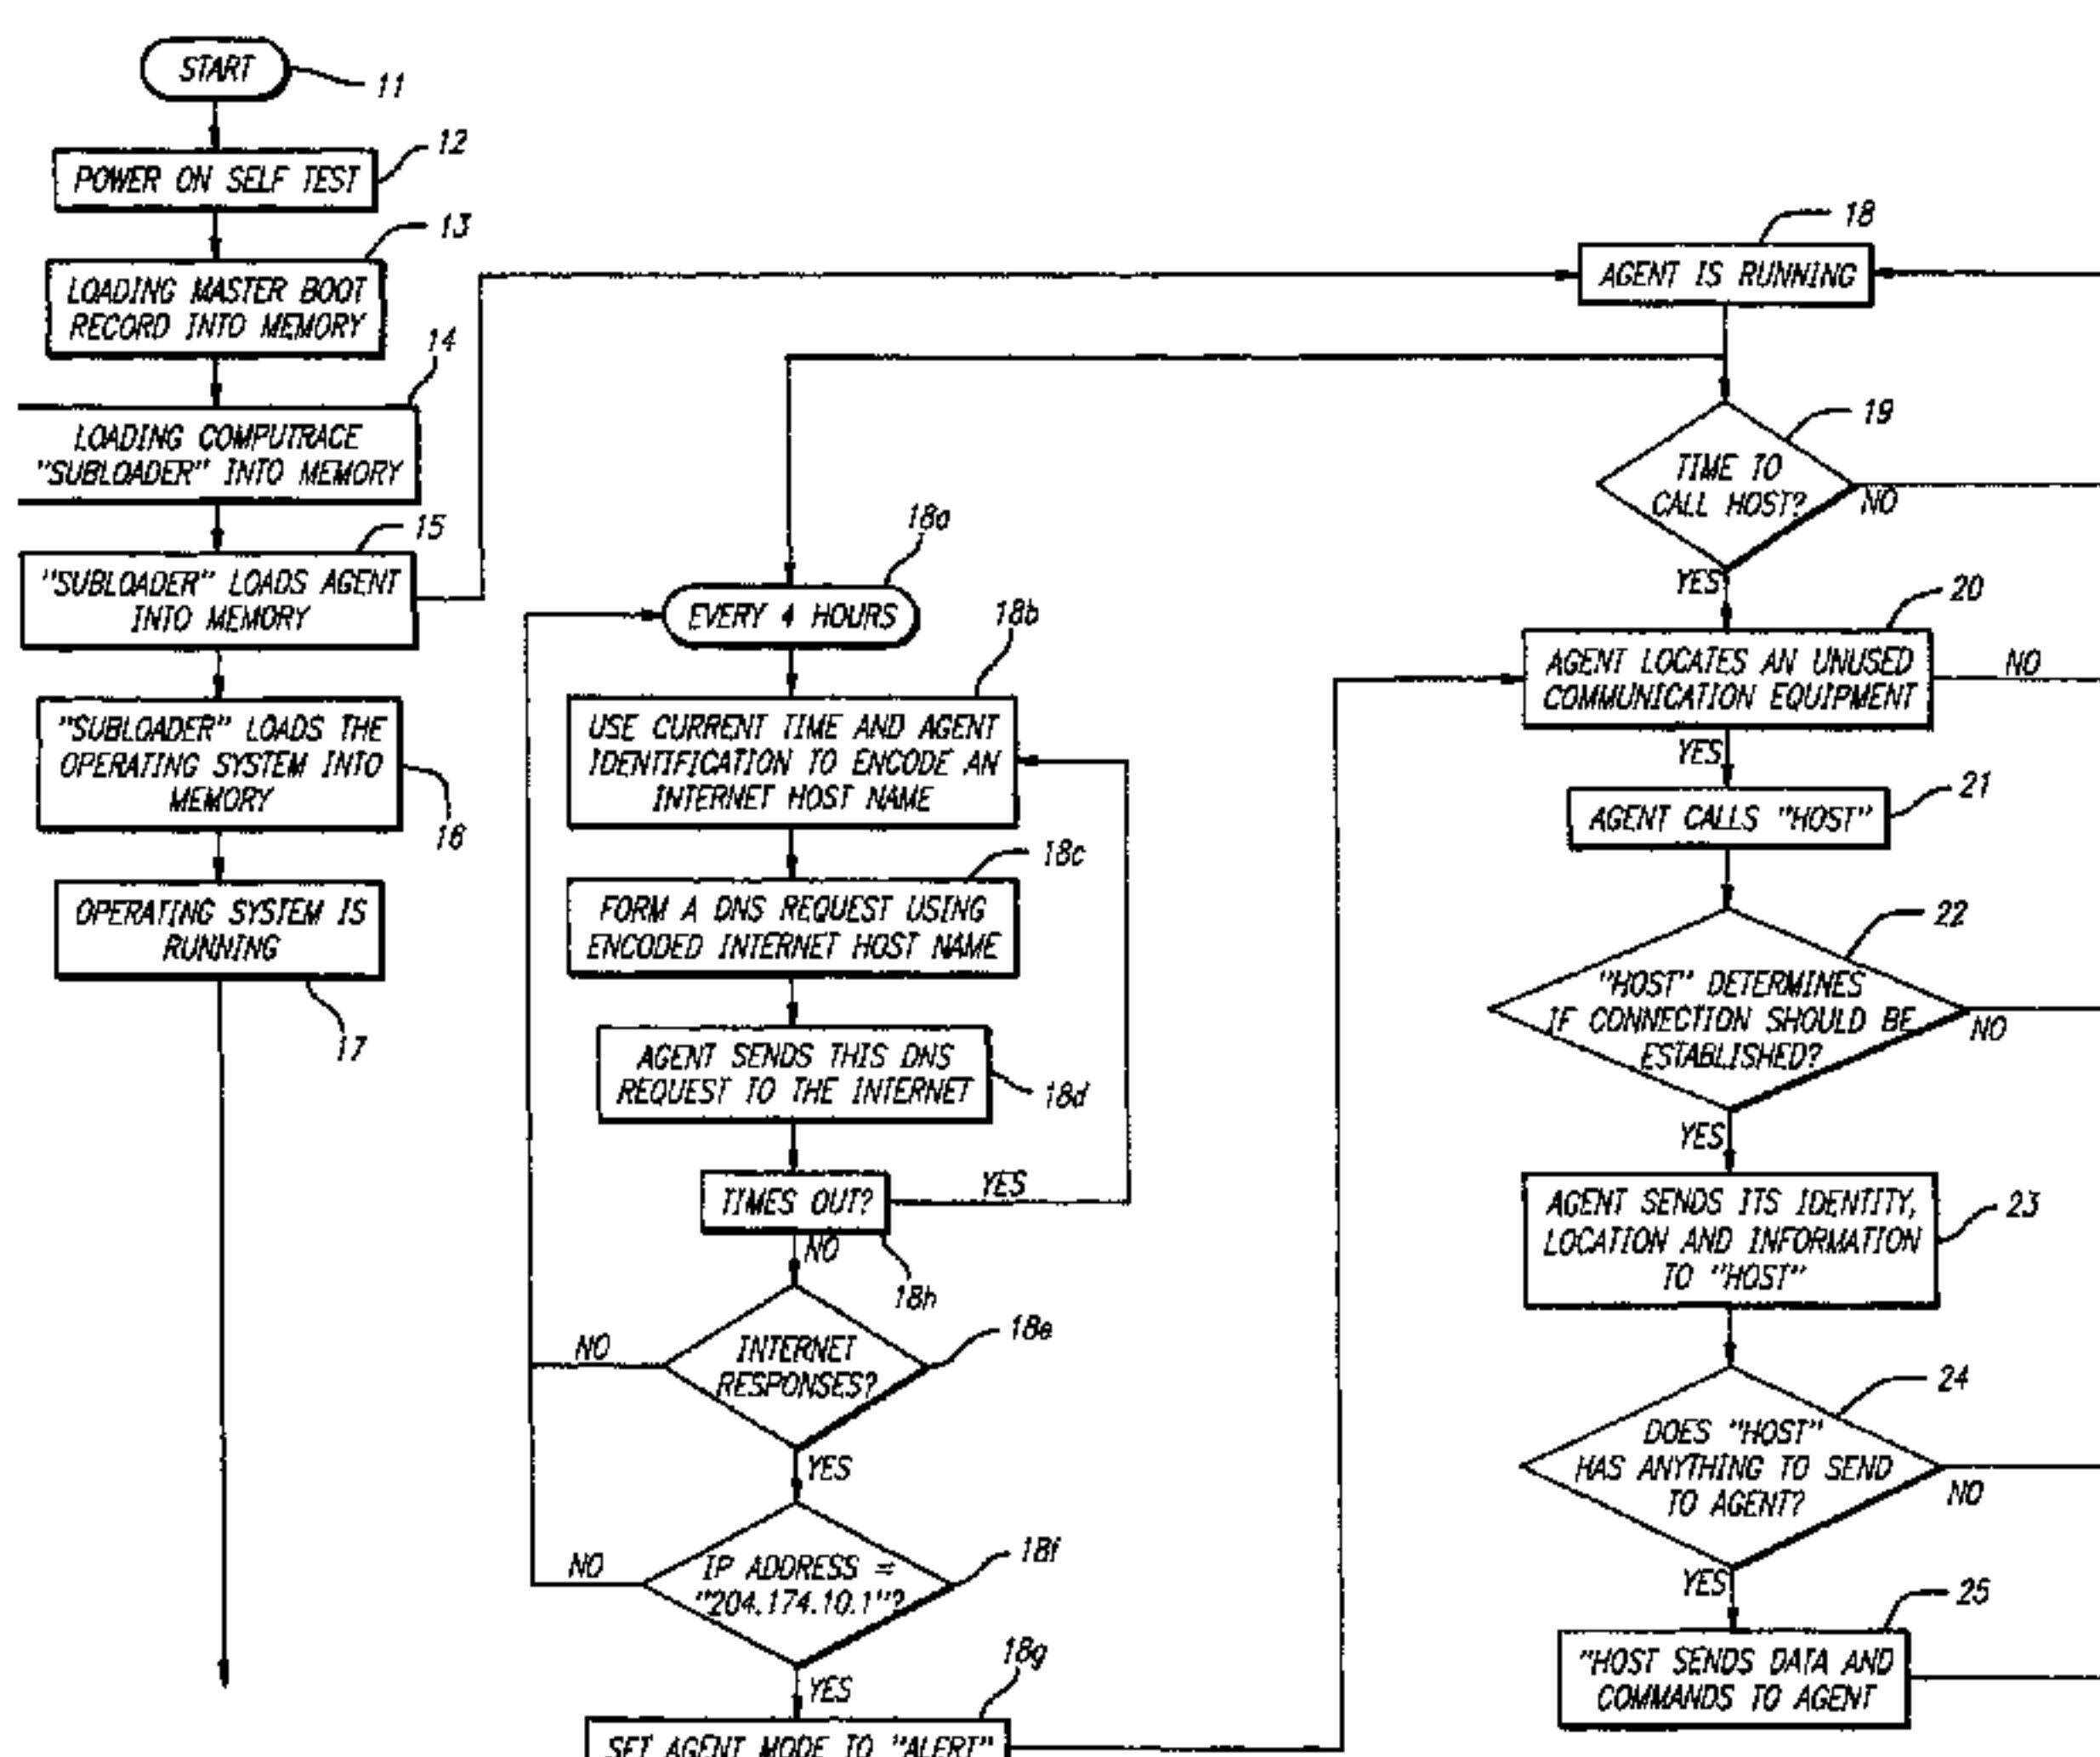 START
11
POWER ON SELF TEST
12
LOADING MASTER BOOT
RECORD INTO MEMORY
13
LOADING COMPUTRACE
"SUBLOADER" INTO MEMORY
14
"SUBLOADER" LOADS AGENT
INTO MEMORY
15
"SUBLOADER" LOADS THE
OPERATING SYSTEM INTO
MEMORY
16
OPERATING SYSTEM IS
RUNNING
17
EVERY 4 HOURS
18a
USE CURRENT TIME AND AGENT
IDENTIFICATION TO ENCODE AN
INTERNET HOST NAME
18b
FORM A DNS REQUEST USING
ENCODED INTERNET HOST NAME
18c
AGENT SENDS THIS DNS
REQUEST TO THE INTERNET
18d
TIMES OUT?
YES
NO
18h
INTERNET
RESPONSES?
18e
NO
YES
IP ADDRESS =
"204.174.10.1"?
18f
NO
YES
18g
SET AGENT MODE TO "ALERT"
AGENT IS RUNNING
18
TIME TO
CALL HOST?
19
NO
YES
AGENT LOCATES AN UNUSED
COMMUNICATION EQUIPMENT
20
NO
YES
AGENT CALLS "HOST"
21
"HOST" DETERMINES
IF CONNECTION SHOULD BE
ESTABLISHED?
22
NO
YES
AGENT SENDS ITS IDENTITY,
LOCATION AND INFORMATION
TO "HOST"
23
DOES "HOST"
HAS ANYTHING TO SEND
TO AGENT?
24
NO
YES
"HOST SENDS DATA AND
COMMANDS TO AGENT
25